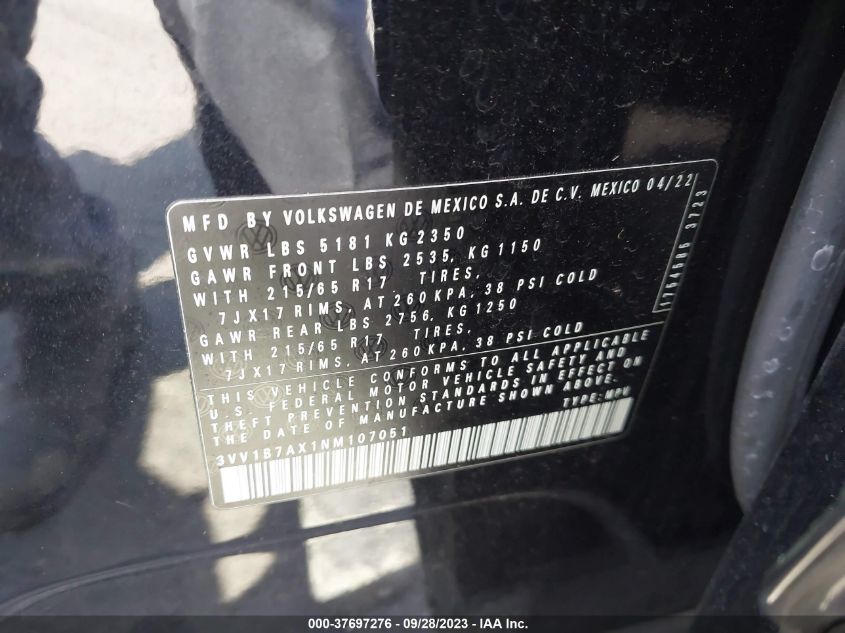 MFD BY VOLKSWAGEN DE MEXICO S.A. DE C.V. MEXICO 04/22
GVWR LBS 5181 KG 2350
GAWR FRONT LBS 2535, KG 1150
WITH 215/65 R17 TIRES,
7JX17 RIMS, AT 260 KPA, 38 PSI COLD
GAWR REAR LBS 2756, KG 1250
WITH 215/65 R17 TIRES,
7JX17 RIMS, AT 260 KPA, 38 PSI COLD
THIS VEHICLE CONFORMS TO ALL APPLICABLE
U.S. FEDERAL MOTOR VEHICLE SAFETY AND
THEFT PREVENTION STANDARDS IN EFFECT ON
THE DATE OF MANUFACTURE SHOWN ABOVE.
3VV1B7AX1NM107051 TYPE: MPV
3723
000-37697276 - 09/28/2023 - IAA Inc.